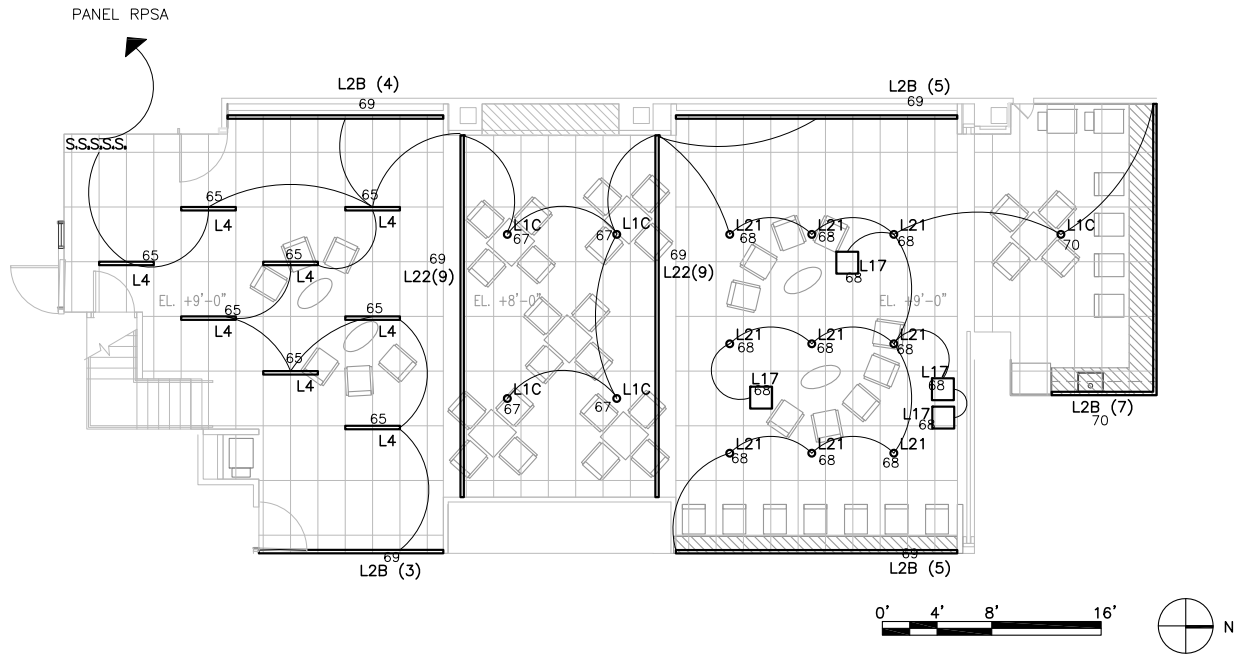 PANEL RPSA
L2B (4)
69
L2B (5)
69
S.S.S.S.S.
65
L4
65
L4
L1C
67
L1C
67
L21
68
L21
68
L21
68
L1C
70
65
L4
65
L4
69
L22(9)
69
L22(9)
L17
68
EL. +9'-0"
EL. +8'-0"
EL. +9'-0"
65
L4
65
L4
L21
68
L21
68
L21
68
65
L4
L17
68
L17
68
L1C
67
L1C
67
L17
68
L2B (7)
70
65
L4
L21
68
L21
68
L21
68
69
L2B (3)
69
L2B (5)
0' 4' 8' 16'
N